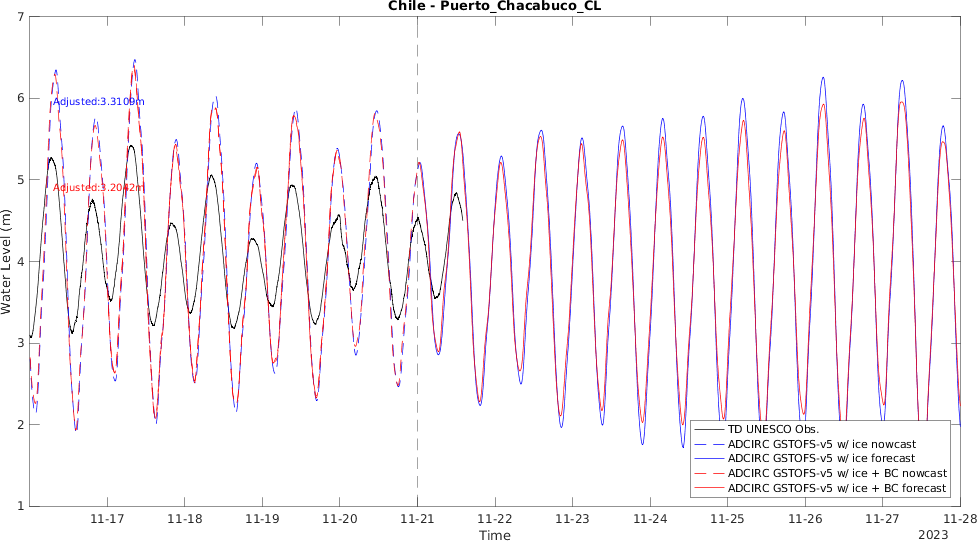 Chile - Puerto_Chacabuco_CL
7
6
5
4
3
2
1
Water Level (m)
Adjusted:3.3109m
Adjusted:3.2042m
TD UNESCO Obs.
ADCIRC GSTOFS-v5 w/ ice nowcast
ADCIRC GSTOFS-v5 w/ ice forecast
ADCIRC GSTOFS-v5 w/ ice + BC nowcast
ADCIRC GSTOFS-v5 w/ ice + BC forecast
11-17 11-18 11-19 11-20 11-21 11-22 11-23 11-24 11-25 11-26 11-27 11-28
Time
2023